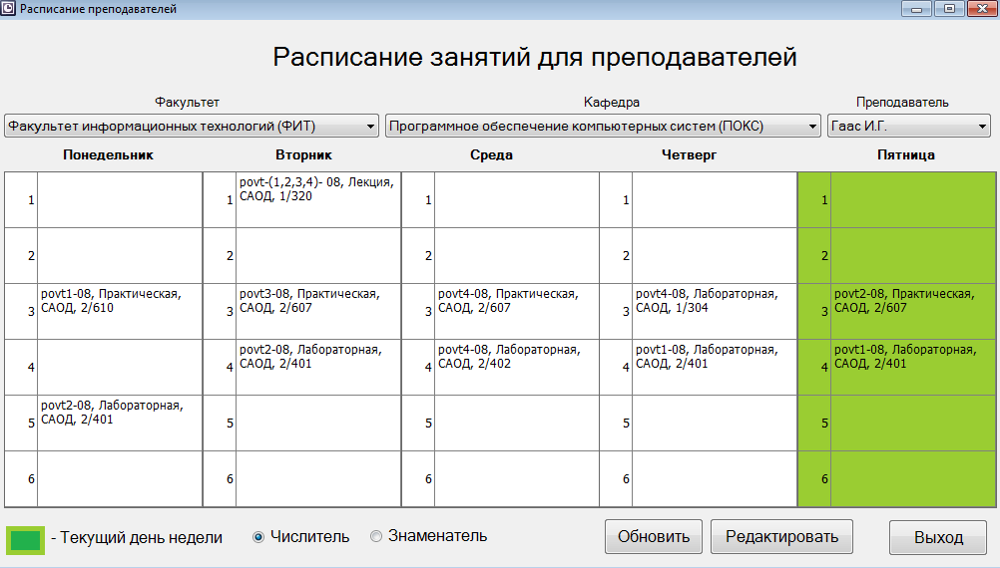 Расписание преподавателей
Расписание занятий для преподавателей
Факультет
Кафедра
Преподаватель
Факультет информационных технологий (ФИТ)
Программное обеспечение компьютерных систем (ПОКС)
Гаас И.Г.
Понедельник
Вторник
Среда
Четверг
Пятница
1
1
povt-(1,2,3,4)- 08, Лекция,
САОД, 1/320
1
1
1
2
2
2
2
2
3
povt1-08, Практическая,
САОД, 2/610
3
povt3-08, Практическая,
САОД, 2/607
3
povt4-08, Практическая,
САОД, 2/607
3
povt4-08, Лабораторная,
САОД, 1/304
3
povt2-08, Практическая,
САОД, 2/607
4
4
povt2-08, Лабораторная,
САОД, 2/401
4
povt4-08, Лабораторная,
САОД, 2/402
4
povt1-08, Лабораторная,
САОД, 2/401
4
povt1-08, Лабораторная,
САОД, 2/401
5
povt2-08, Лабораторная,
САОД, 2/401
5
5
5
5
6
6
6
6
6
- Текущий день недели
Числитель
Знаменатель
Обновить
Редактировать
Выход